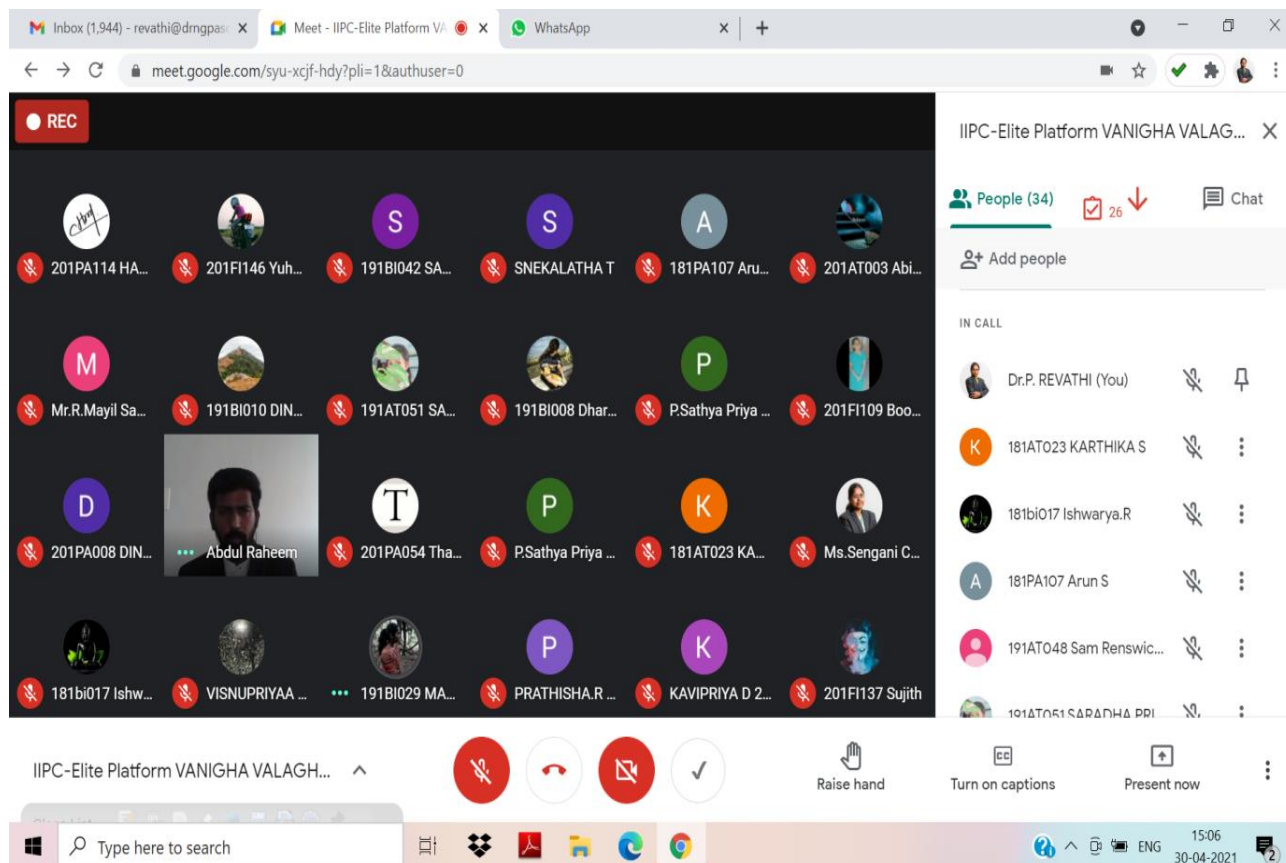 Inbox (1,944) - revathi@drngpasc
Meet - IIPC-Elite Platform VA
WhatsApp
meet.google.com/syu-xcjf-hdy?pli=1&authuser=0
REC
IIPC-Elite Platform VANIGHA VALAG...
People (34)
26
Chat
Add people
IN CALL
Dr.P. REVATHI (You)
181AT023 KARTHIKA S
181bi017 Ishwarya.R
181PA107 Arun S
191AT048 Sam Renswic...
191AT051 SARADHA PRI
S S A
201PA114 HA... 201FI146 Yuh... 191BI042 SA... SNEKALATHA T 181PA107 Aru... 201AT003 Abi...
M P
Mr.R.Mayil Sa... 191BI010 DIN... 191AT051 SA... 191BI008 Dhar... P.Sathya Priya ... 201FI109 Boo...
D T P K
201PA008 DIN... Abdul Raheem 201PA054 Tha... P.Sathya Priya ... 181AT023 KA... Ms.Sengani C...
P K
181bi017 Ishw... VISNUPRIYAA ... 191BI029 MA... PRATHISHA.R ... KAVIPRIYA D 2... 201FI137 Sujith
K
A
IIPC-Elite Platform VANIGHA VALAGH...
Raise hand
CC
Turn on captions
Present now
Type here to search
ENG
15:06
30-04-2021
2